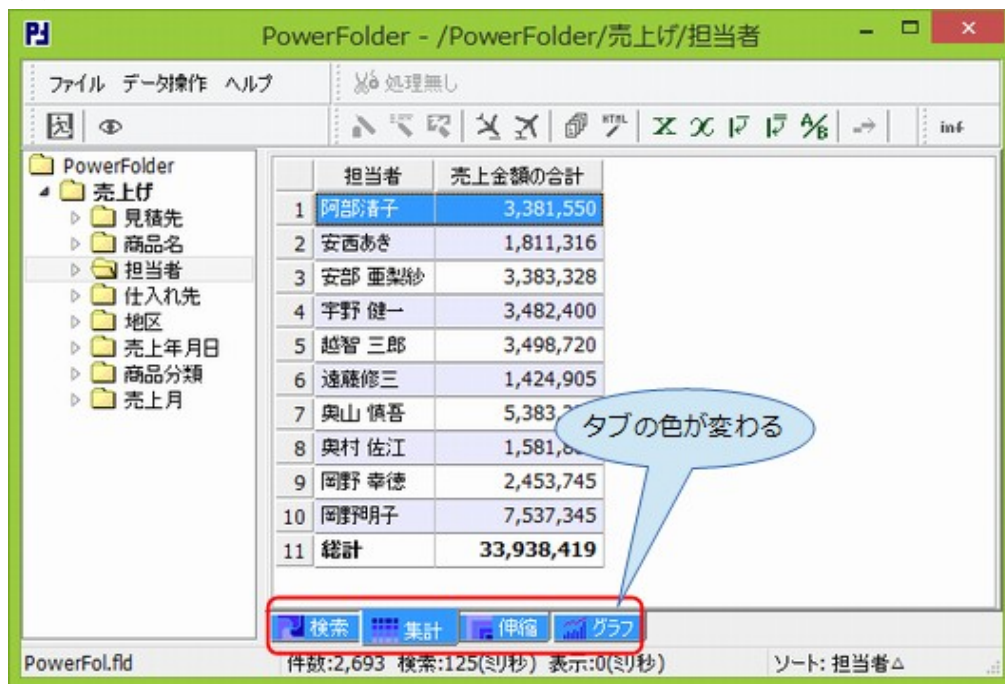 PowerFolder - /PowerFolder/売上げ/担当者
ファイル データ操作 ヘルプ 処理無し
HTML inf
PowerFolder
売上げ
見積先
商品名
担当者
仕入れ先
地区
売上年月日
商品分類
売上月
担当者 売上金額の合計
1 阿部清子 3,381,550
2 安西あき 1,811,316
3 安部 亜梨紗 3,383,328
4 宇野 健一 3,482,400
5 越智 三郎 3,498,720
6 遠藤修三 1,424,905
7 奥山 慎吾
8 奥村 佐江
9 岡野 幸徳 2,453,745
10 岡野明子 7,537,345
11 総計 33,938,419
タブの色が変わる
検索 集計 伸縮 グラフ
PowerFol.fld 件数:2,693 検索:125(ミリ秒) 表示:0(ミリ秒) ソート: 担当者△